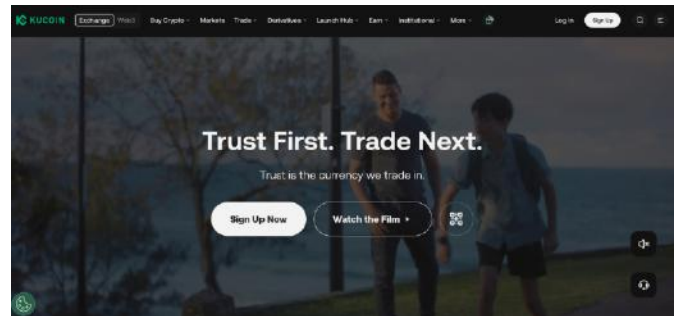 KUCOIN Exchange Web3 Buy Crypto Markets Trade Derivatives Launch Hub Earn Institutional More Log In Sign Up
Trust First. Trade Next.
Trust is the currency we trade in.
Sign Up Now Watch the Film